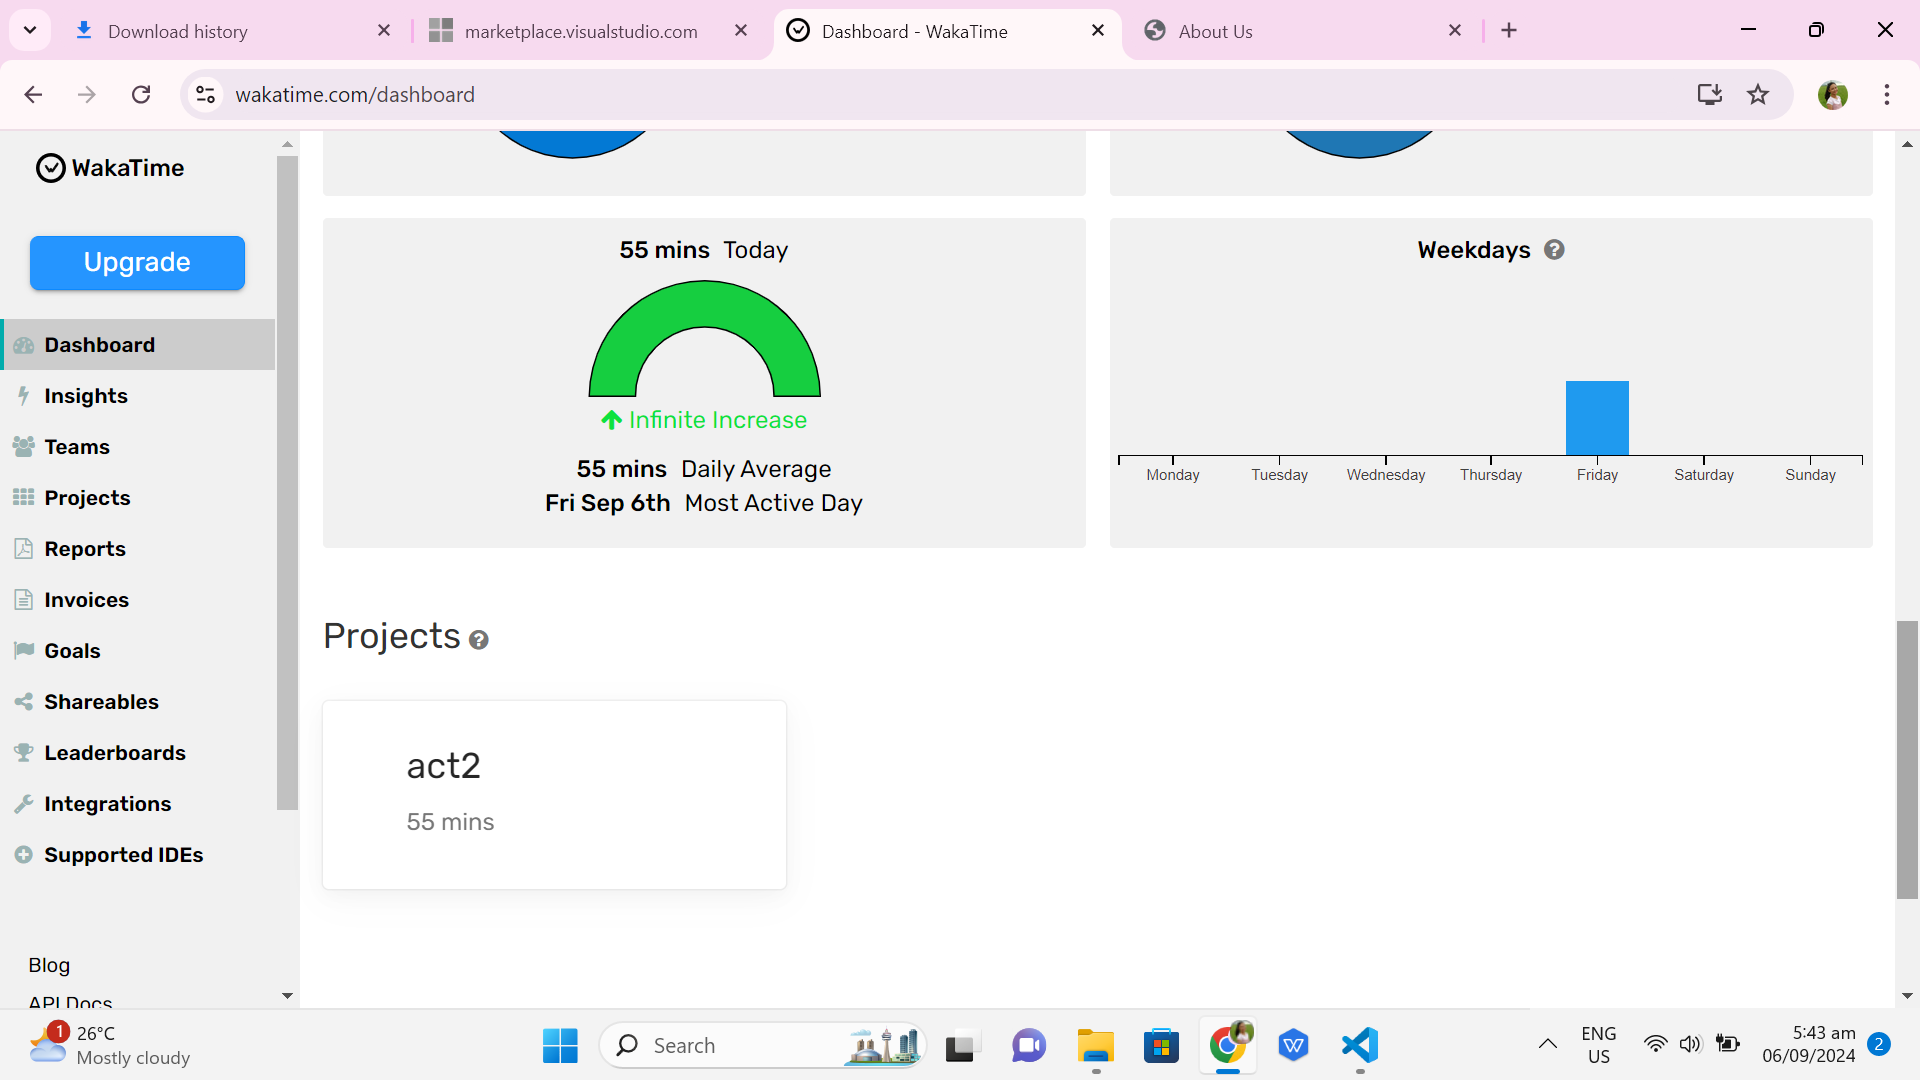 Download history
marketplace.visualstudio.com
Dashboard - WakaTime
About Us
wakatime.com/dashboard
WakaTime
Upgrade
Dashboard
Insights
Teams
Projects
Reports
Invoices
Goals
Shareables
Leaderboards
Integrations
Supported IDEs
Blog
API Docs
55 mins Today
Infinite Increase
55 mins Daily Average
Fri Sep 6th Most Active Day
Weekdays ?
Monday Tuesday Wednesday Thursday Friday Saturday Sunday
Projects ?
act2
55 mins
1
26°C
Mostly cloudy
Search
W
ENG
US
5:43 am
06/09/2024
2